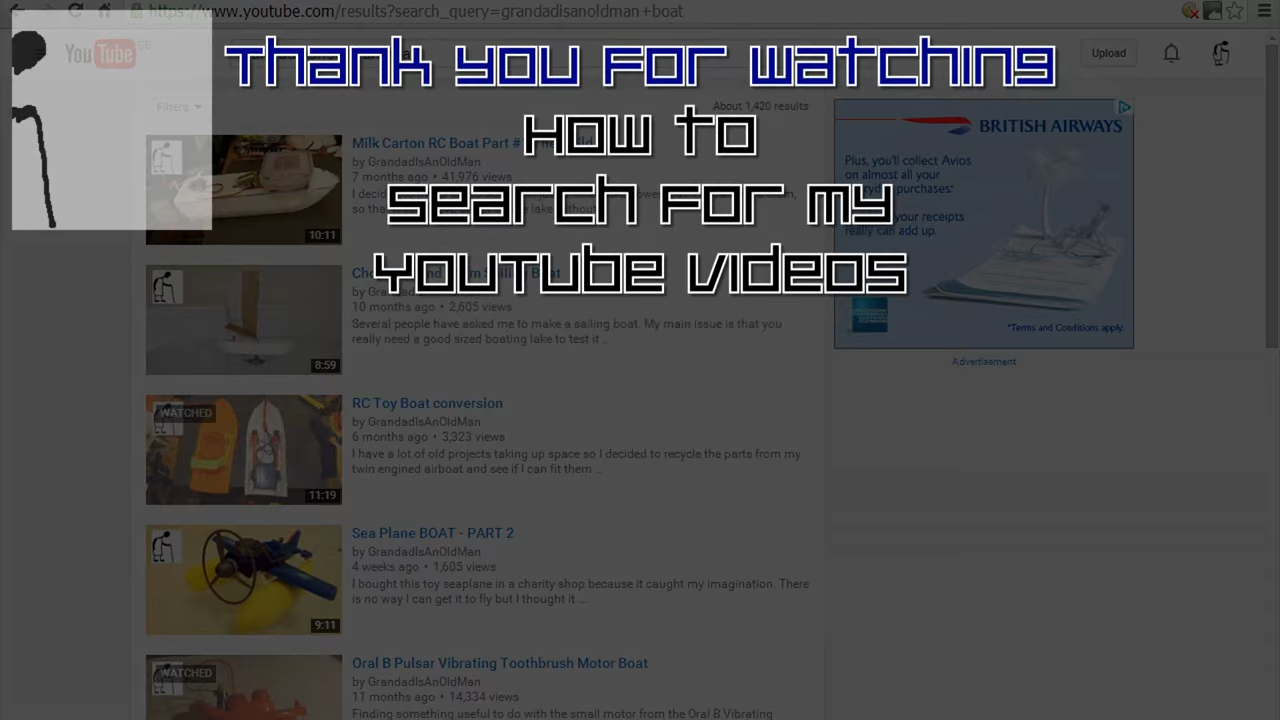 https://www.youtube.com/results?search_query=grandadisanoldman+boat
YouTube GB
Thank you for watching
How to
search for my
YouTube videos
Upload
Filters
About 1,420 results
Milk Carton RC Boat Part #
by GrandadIsAnOldMan
7 months ago • 41,976 views
I decid
so tha
10:11
by Gra
10 months ago • 2,605 views
Several people have asked me to make a sailing boat. My main issue is that you
really need a good sized boating lake to test it ...
8:59
WATCHED
RC Toy Boat conversion
by GrandadIsAnOldMan
6 months ago • 3,323 views
I have a lot of old projects taking up space so I decided to recycle the parts from my
twin engined airboat and see if I can fit them ...
11:19
Sea Plane BOAT - PART 2
by GrandadIsAnOldMan
4 weeks ago • 1,605 views
I bought this toy seaplane in a charity shop because it caught my imagination. There
is no way I can get it to fly but I thought it ...
9:11
WATCHED
Oral B Pulsar Vibrating Toothbrush Motor Boat
by GrandadIsAnOldMan
11 months ago • 14,334 views
Finding something useful to do with the small motor from the Oral B Vibrating
BRITISH AIRWAYS
Plus, you'll collect Avios
on almost all your
purchases*
your receipts
really can add up.
*Terms and Conditions apply.
Advertisement